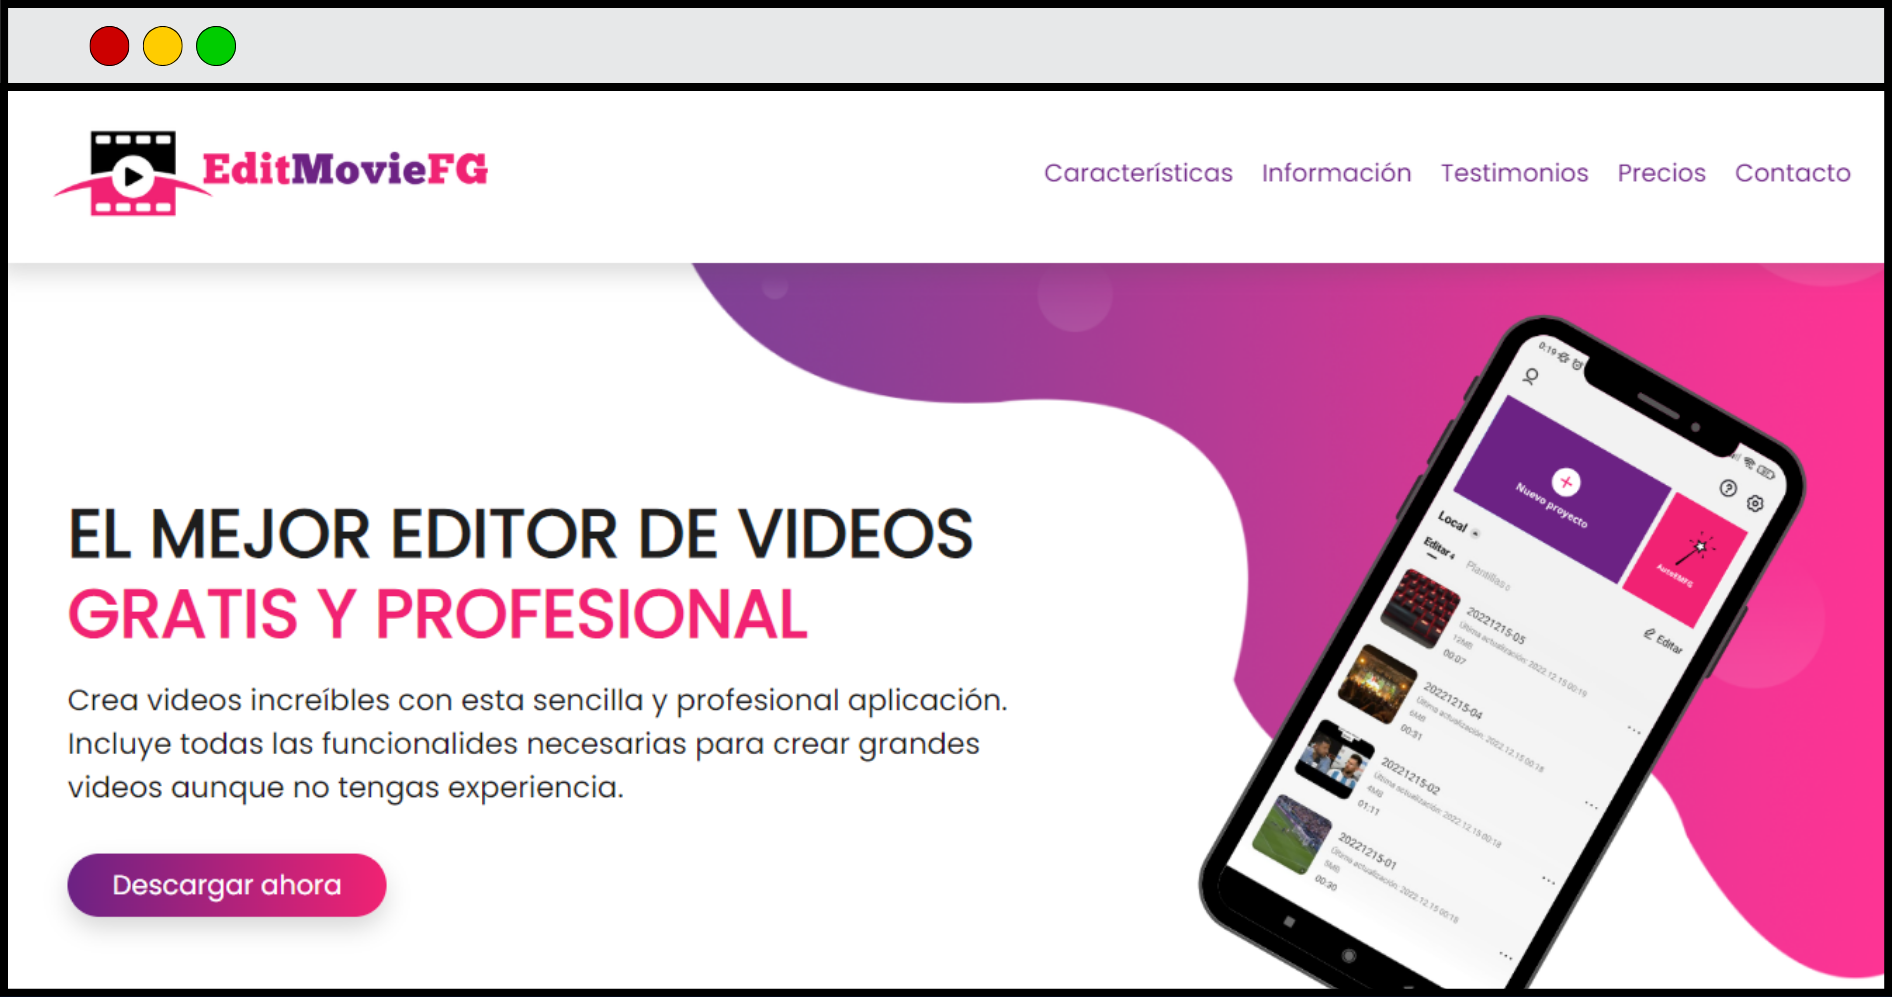 EditMovieFG
Características Información Testimonios Precios Contacto
EL MEJOR EDITOR DE VIDEOS
GRATIS Y PROFESIONAL
Crea videos increíbles con esta sencilla y profesional aplicación.
Incluye todas las funcionalides necesarias para crear grandes
videos aunque no tengas experiencia.
Descargar ahora
0:19
Nuevo proyecto
AutoEMFG
Local
Editar 4
Plantillas 0
Editar
20221215-05
Última actualización: 2022.12.15 00:19
12MB
00:07
20221215-04
Última actualización: 2022.12.15 00:18
6MB
00:31
20221215-02
Última actualización: 2022.12.15 00:18
4MB
01:11
20221215-01
Última actualización: 2022.12.15 00:18
5MB
00:30